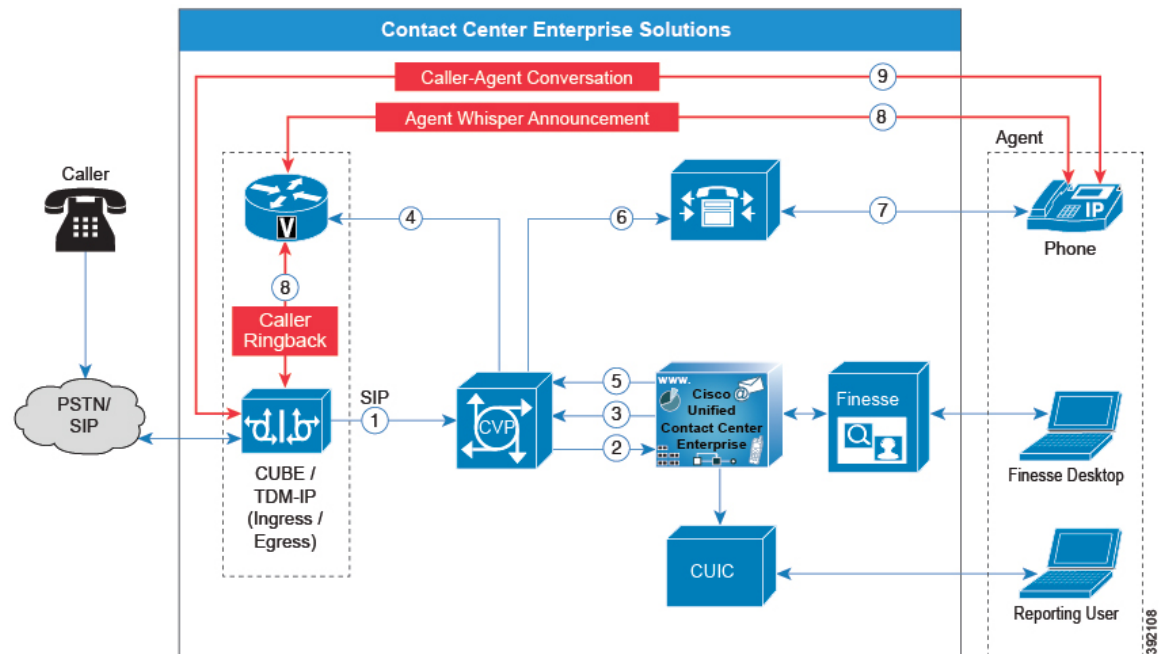 Contact Center Enterprise Solutions
Caller-Agent Conversation
9
Agent Whisper Announcement
8
Agent
Caller
V
4
6
7
IP
Phone
8
Caller
Ringback
PSTN/
SIP
SIP
1
CVP
5
3
2
www.
@
Cisco
Unified
Contact Center
Enterprise
Finesse
Finesse Desktop
CUBE /
TDM-IP
(Ingress /
Egress)
CUIC
Reporting User
392108